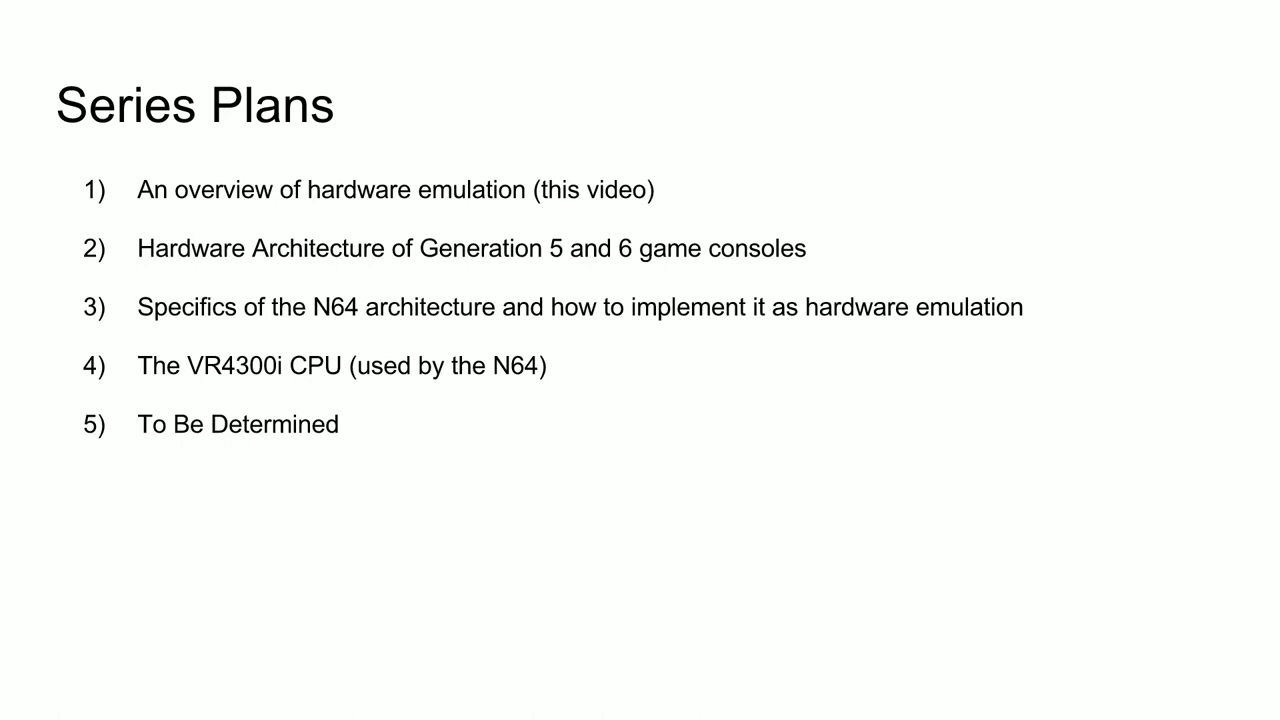 Series Plans
1) An overview of hardware emulation (this video)
2) Hardware Architecture of Generation 5 and 6 game consoles
3) Specifics of the N64 architecture and how to implement it as hardware emulation
4) The VR4300i CPU (used by the N64)
5) To Be Determined